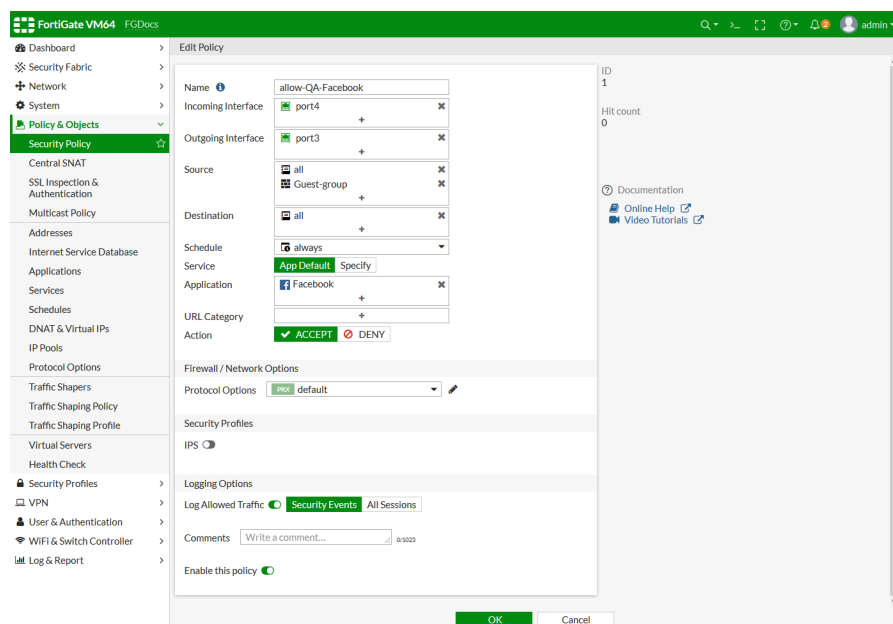 FortiGate VM64 FGDocs
>_ 2 admin
Dashboard
Security Fabric
Network
System
Policy & Objects
Security Policy
Central SNAT
SSL Inspection &
Authentication
Multicast Policy
Addresses
Internet Service Database
Applications
Services
Schedules
DNAT & Virtual IPs
IP Pools
Protocol Options
Traffic Shapers
Traffic Shaping Policy
Traffic Shaping Profile
Virtual Servers
Health Check
Security Profiles
VPN
User & Authentication
WiFi & Switch Controller
Log & Report
Edit Policy
Name allow-QA-Facebook
Incoming Interface port4
+
Outgoing Interface port3
+
Source all
Guest-group
+
Destination all
+
Schedule always
Service App Default Specify
Application Facebook
+
URL Category +
Action ACCEPT DENY
Firewall / Network Options
Protocol Options PRX default
Security Profiles
IPS
Logging Options
Log Allowed Traffic Security Events All Sessions
Comments Write a comment... 0/1023
Enable this policy
OK Cancel
ID
1
Hit count
0
Documentation
Online Help
Video Tutorials